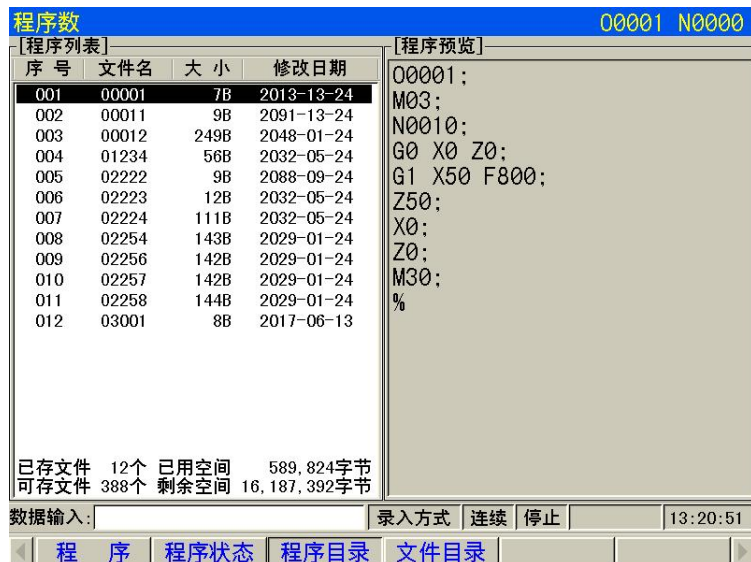 程序数 O0001 N0000
[程序列表]
序 号 文件名 大 小 修改日期
001 O0001 7B 2013-13-24
002 O0011 9B 2091-13-24
003 O0012 249B 2048-01-24
004 O1234 56B 2032-05-24
005 O2222 9B 2088-09-24
006 O2223 12B 2032-05-24
007 O2224 111B 2032-05-24
008 O2254 143B 2029-01-24
009 O2256 142B 2029-01-24
010 O2257 142B 2029-01-24
011 O2258 144B 2029-01-24
012 O3001 8B 2017-06-13
已存文件 12个 已用空间 589,824字节
可存文件 388个 剩余空间 16,187,392字节
[程序预览]
O0001;
M03;
N0010;
G0 X0 Z0;
G1 X50 F800;
Z50;
X0;
Z0;
M30;
%
数据输入: 录入方式 连续 停止 13:20:51
程 序 程序状态 程序目录 文件目录